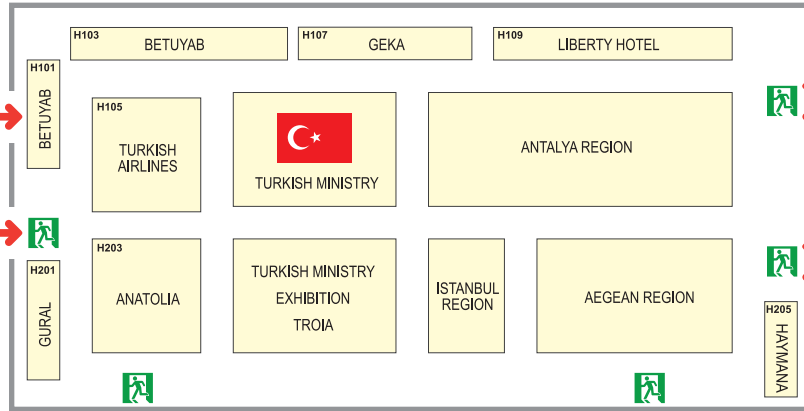 H103
BETUYAB
H107
GEKA
H109
LIBERTY HOTEL
H101
BETUYAB
H105
TURKISH
AIRLINES
TURKISH MINISTRY
ANTALYA REGION
H203
ANATOLIA
TURKISH MINISTRY
EXHIBITION
TROIA
ISTANBUL
REGION
AEGEAN REGION
H201
GURAL
H205
HAYMANA